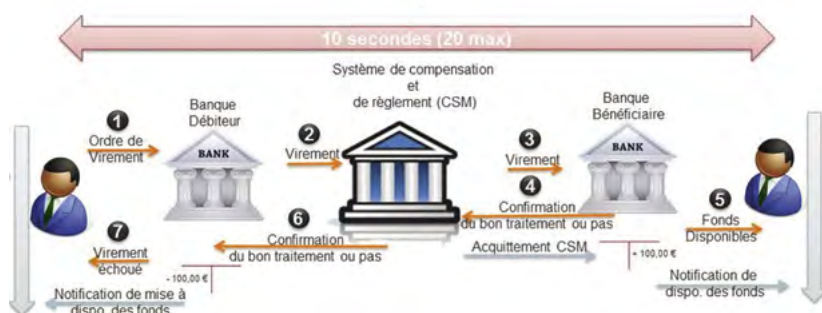 10 secondes (20 max)
Système de compensation
et
de règlement (CSM)
Banque
Débiteur
Banque
Bénéficiaire
1
Ordre de
Virement
BANK
2
Virement
3
Virement
BANK
4
Confirmation
du bon traitement ou pas
5
Fonds
Disponibles
6
Confirmation
du bon traitement ou pas
7
Virement
échoué
Acquittement CSM
- 100,00 €
+ 100,00 €
Notification de mise à
dispo. des fonds
Notification de
dispo. des fonds